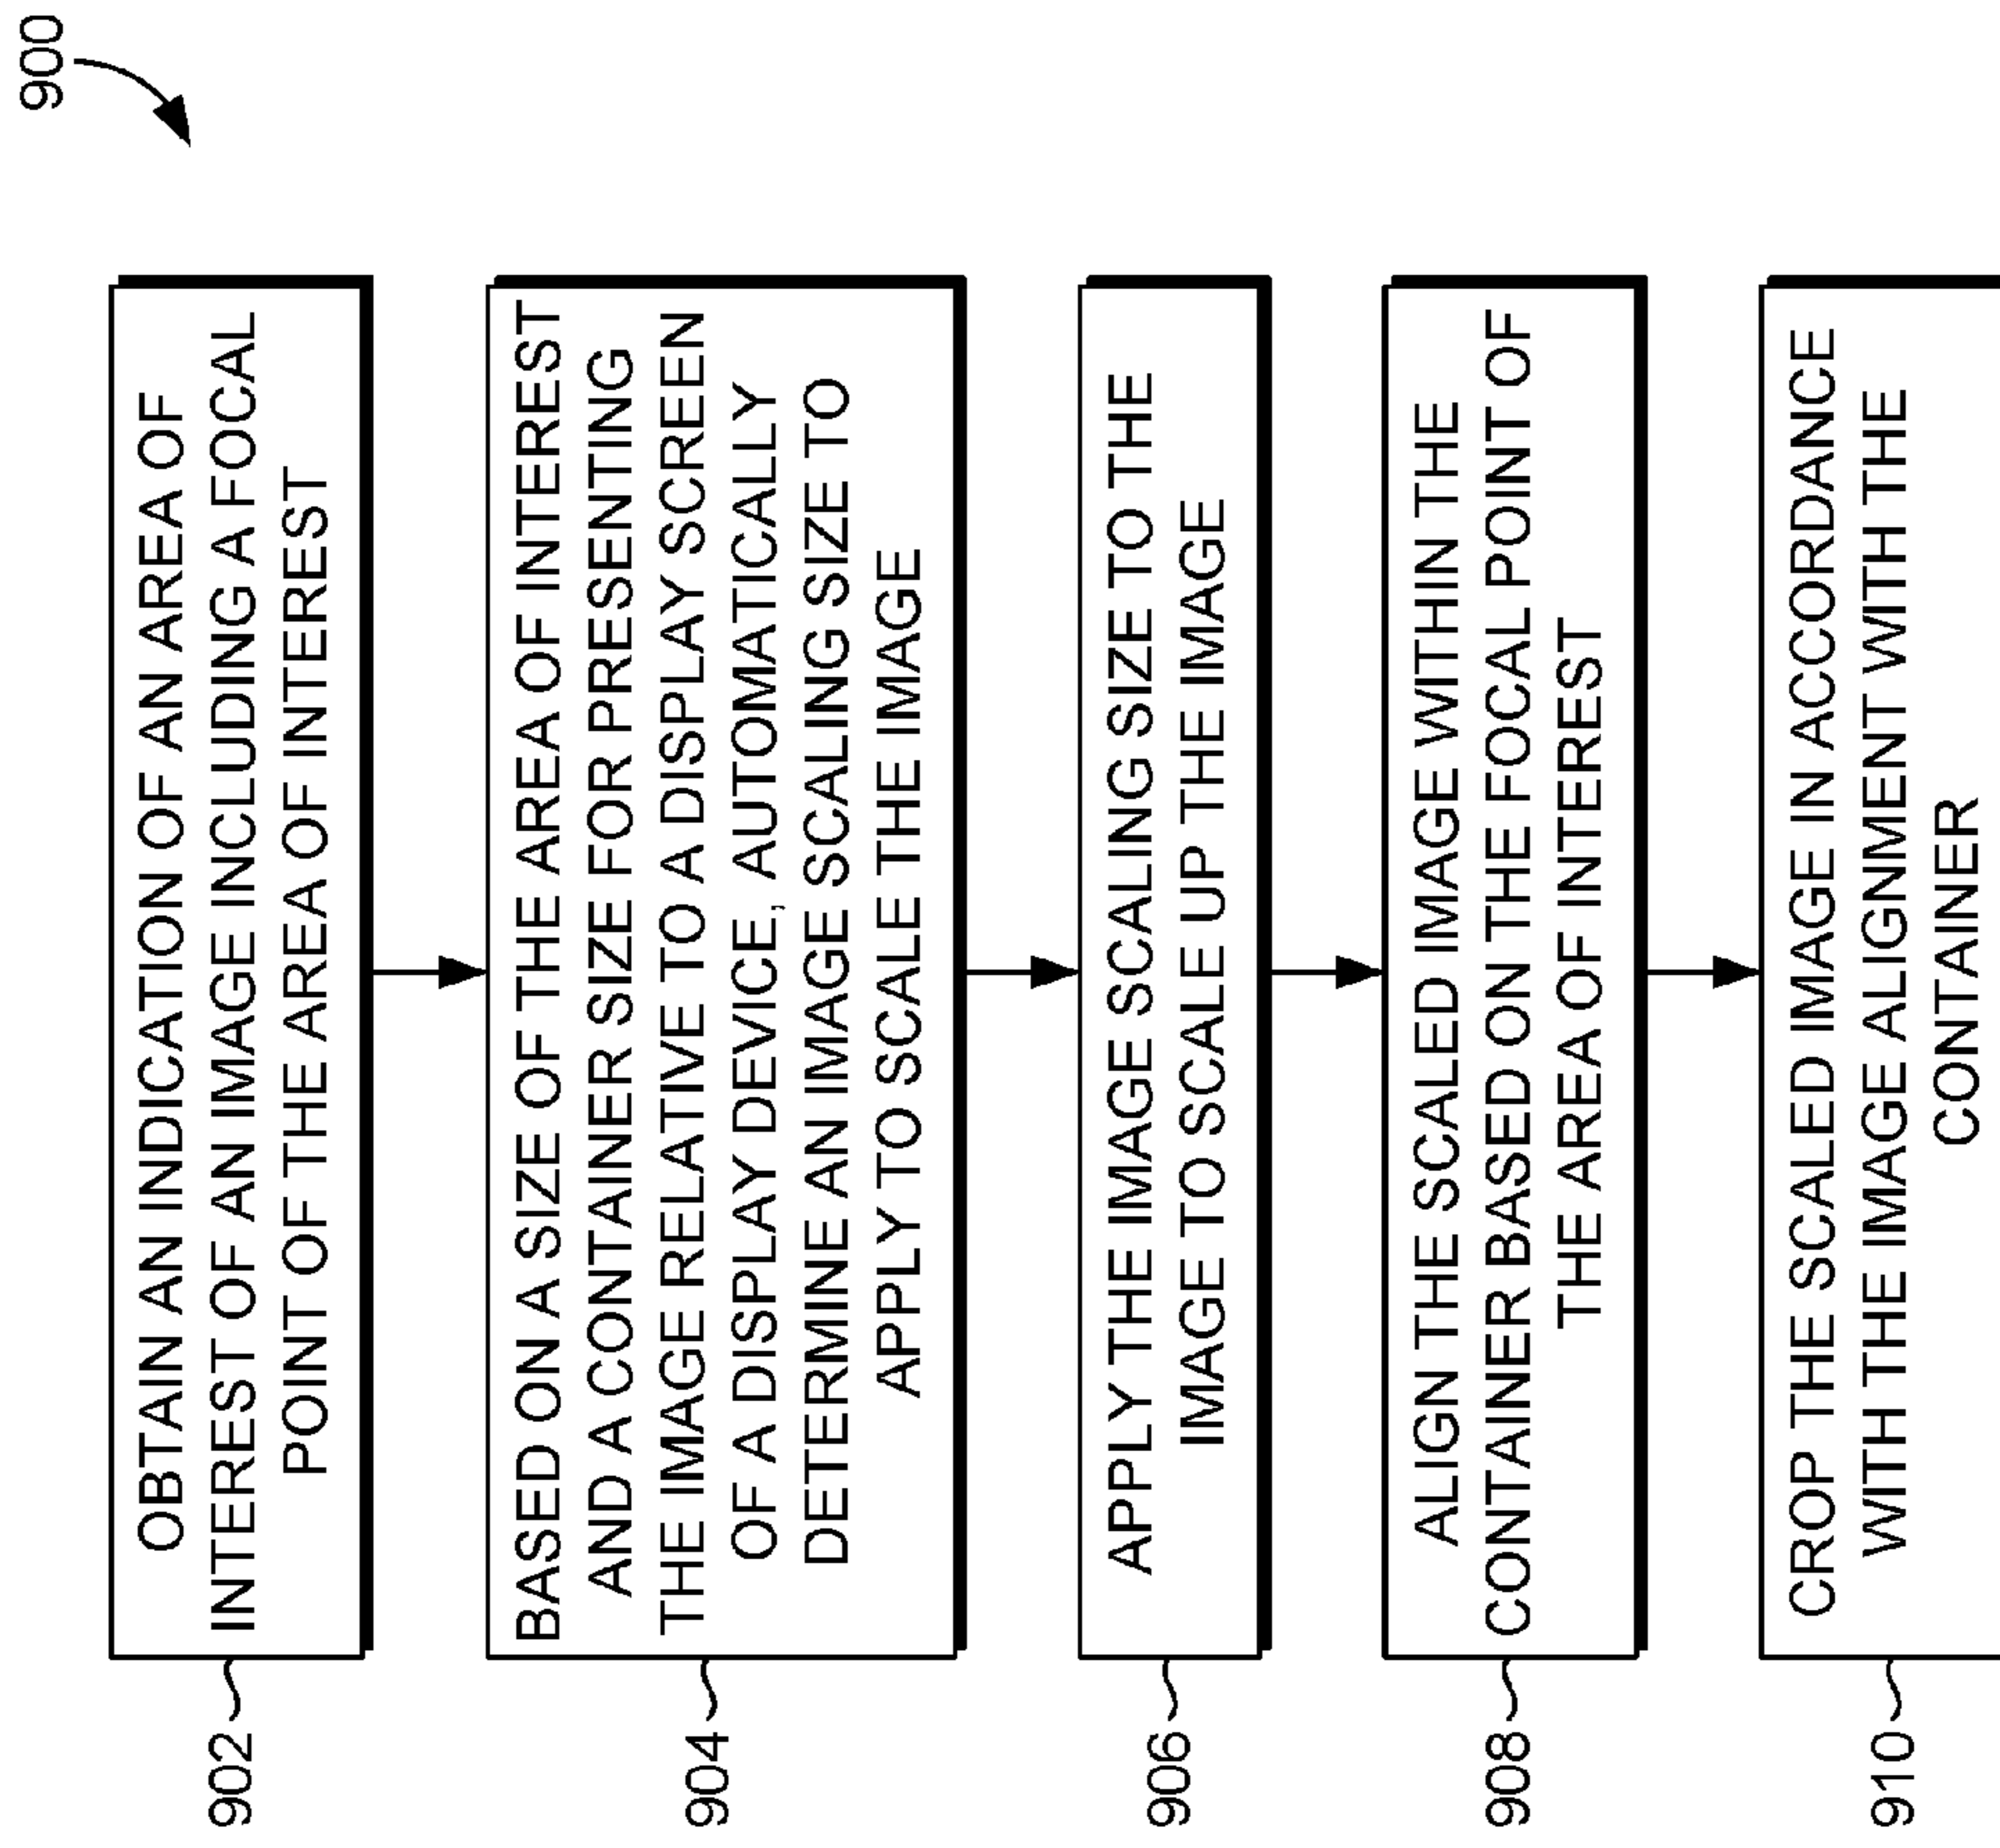 900
902
OBTAIN AN INDICATION OF AN AREA OF
INTEREST OF AN IMAGE INCLUDING A FOCAL
POINT OF THE AREA OF INTEREST
904
BASED ON A SIZE OF THE AREA OF INTEREST
AND A CONTAINER SIZE FOR PRESENTING
THE IMAGE RELATIVE TO A DISPLAY SCREEN
OF A DISPLAY DEVICE, AUTOMATICALLY
DETERMINE AN IMAGE SCALING SIZE TO
APPLY TO SCALE THE IMAGE
906
APPLY THE IMAGE SCALING SIZE TO THE
IMAGE TO SCALE UP THE IMAGE
908
ALIGN THE SCALED IMAGE WITHIN THE
CONTAINER BASED ON THE FOCAL POINT OF
THE AREA OF INTEREST
910
CROP THE SCALED IMAGE IN ACCORDANCE
WITH THE IMAGE ALIGNMENT WITH THE
CONTAINER